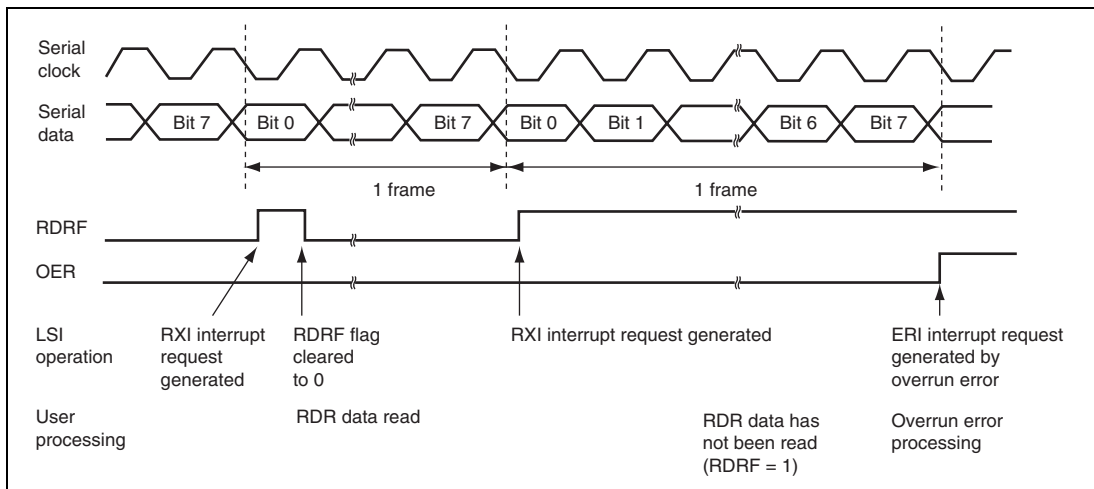 Serial
clock
Serial
data
Bit 7
Bit 0
Bit 7
Bit 0
Bit 1
Bit 6
Bit 7
1 frame
1 frame
RDRF
OER
LSI
operation
RXI interrupt
request
generated
RDRF flag
cleared
to 0
RXI interrupt request generated
ERI interrupt request
generated by
overrun error
User
processing
RDR data read
RDR data has
not been read
(RDRF = 1)
Overrun error
processing